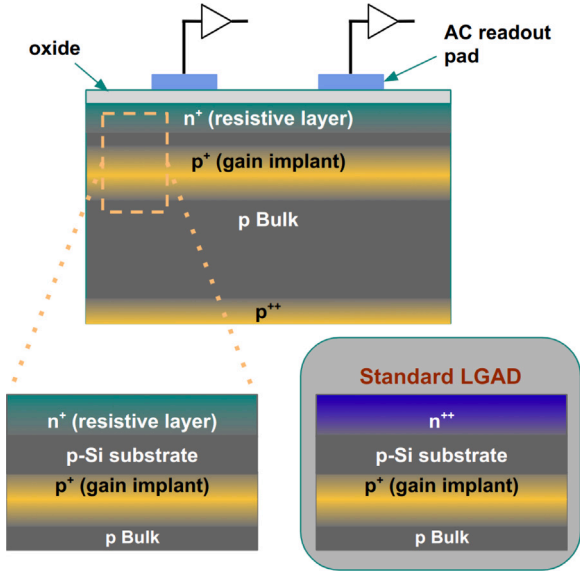 oxide
AC readout
pad
n⁺ (resistive layer)
p⁺ (gain implant)
p Bulk
p⁺⁺
n⁺ (resistive layer)
p-Si substrate
p⁺ (gain implant)
p Bulk
Standard LGAD
n⁺⁺
p-Si substrate
p⁺ (gain implant)
p Bulk